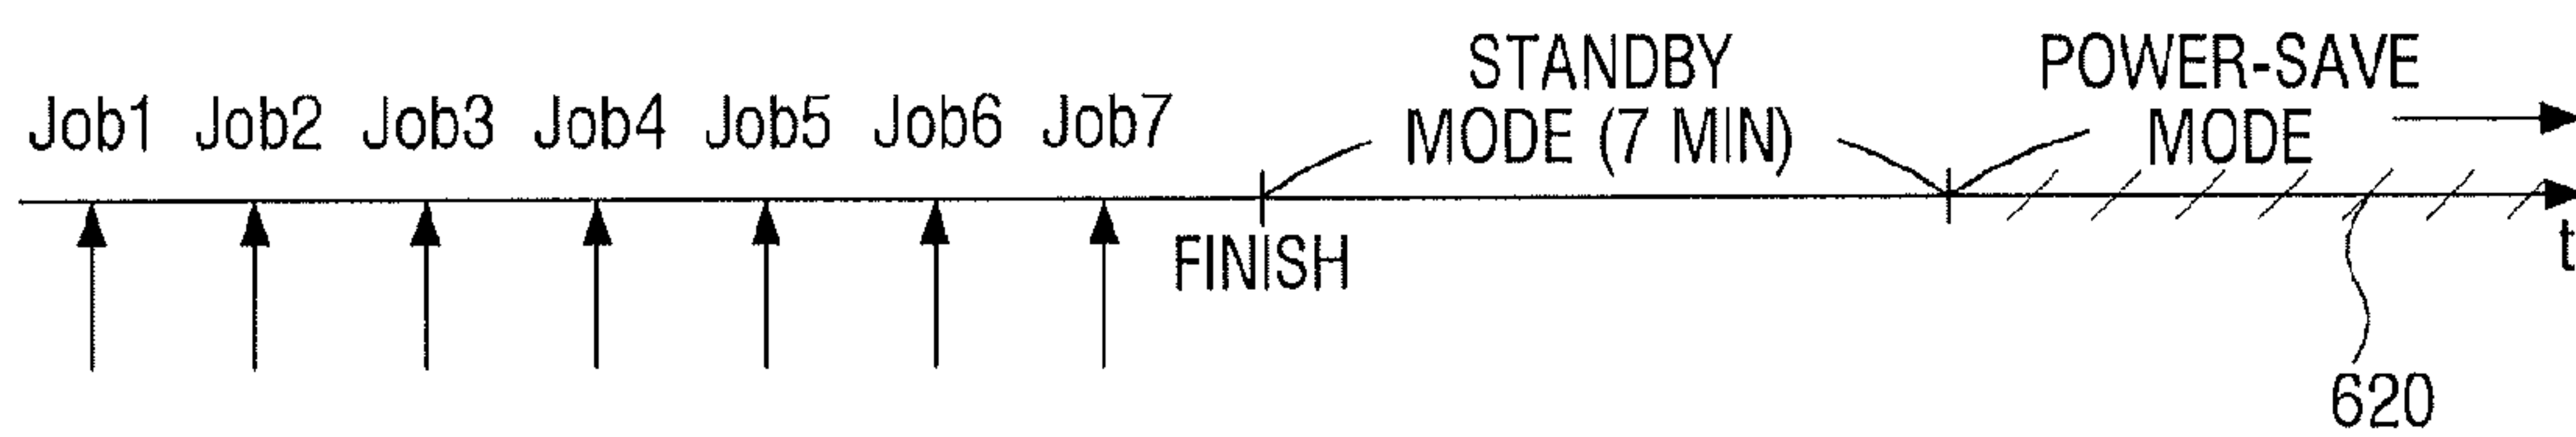 STANDBY
MODE (7 MIN)
POWER-SAVE
MODE
Job1 Job2 Job3 Job4 Job5 Job6 Job7
FINISH
t
620